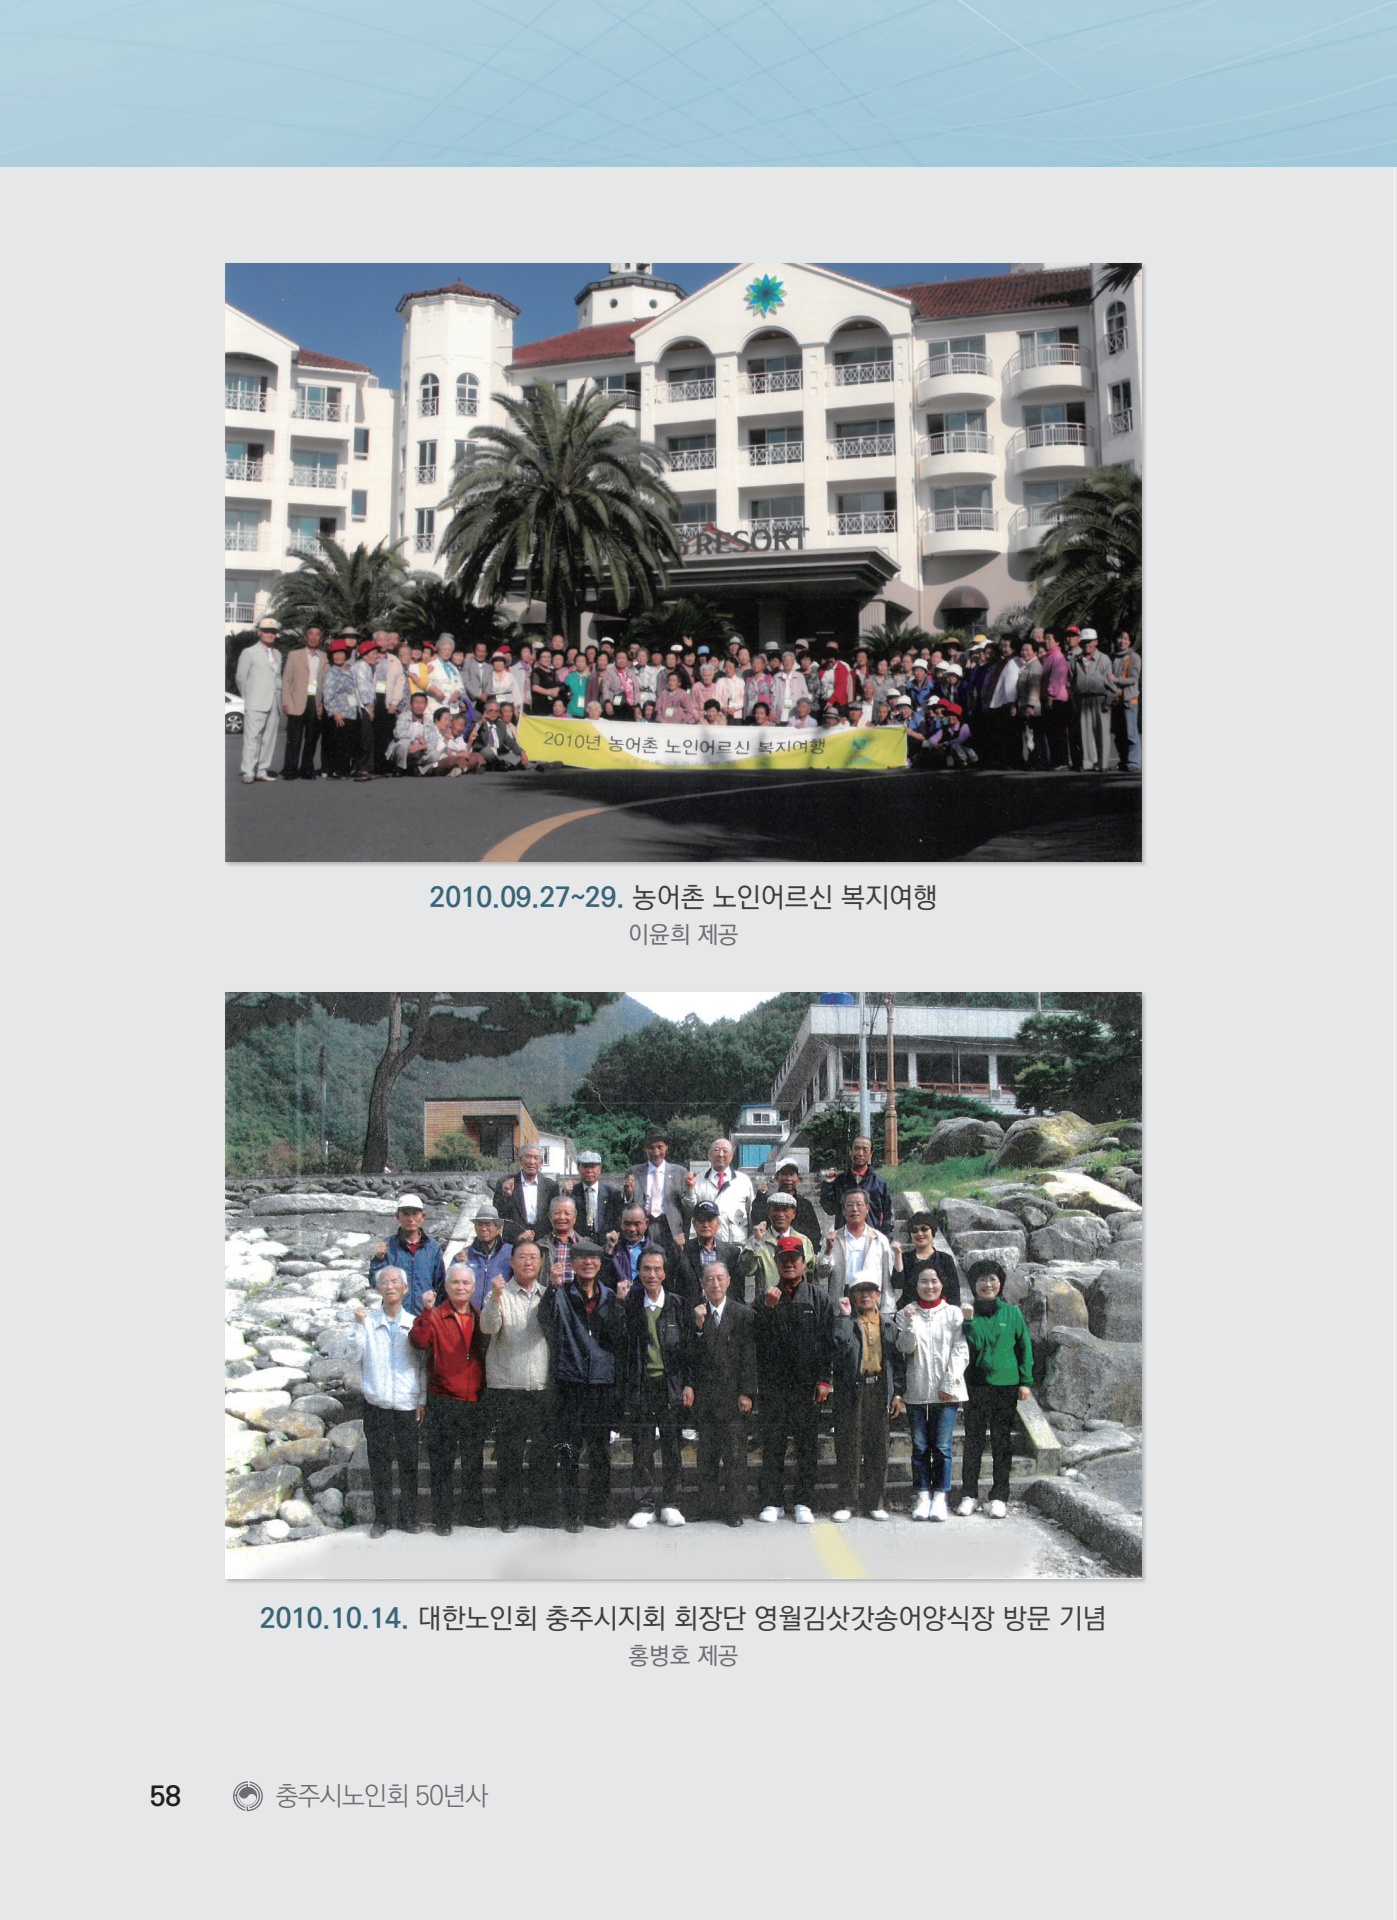 RESORT
2010년 농어촌 노인어르신 복지여행
2010.09.27~29. 농어촌 노인어르신 복지여행
이윤희 제공
2010.10.14. 대한노인회 충주시지회 회장단 영월김삿갓송어양식장 방문 기념
홍병호 제공
58 충주시노인회 50년사